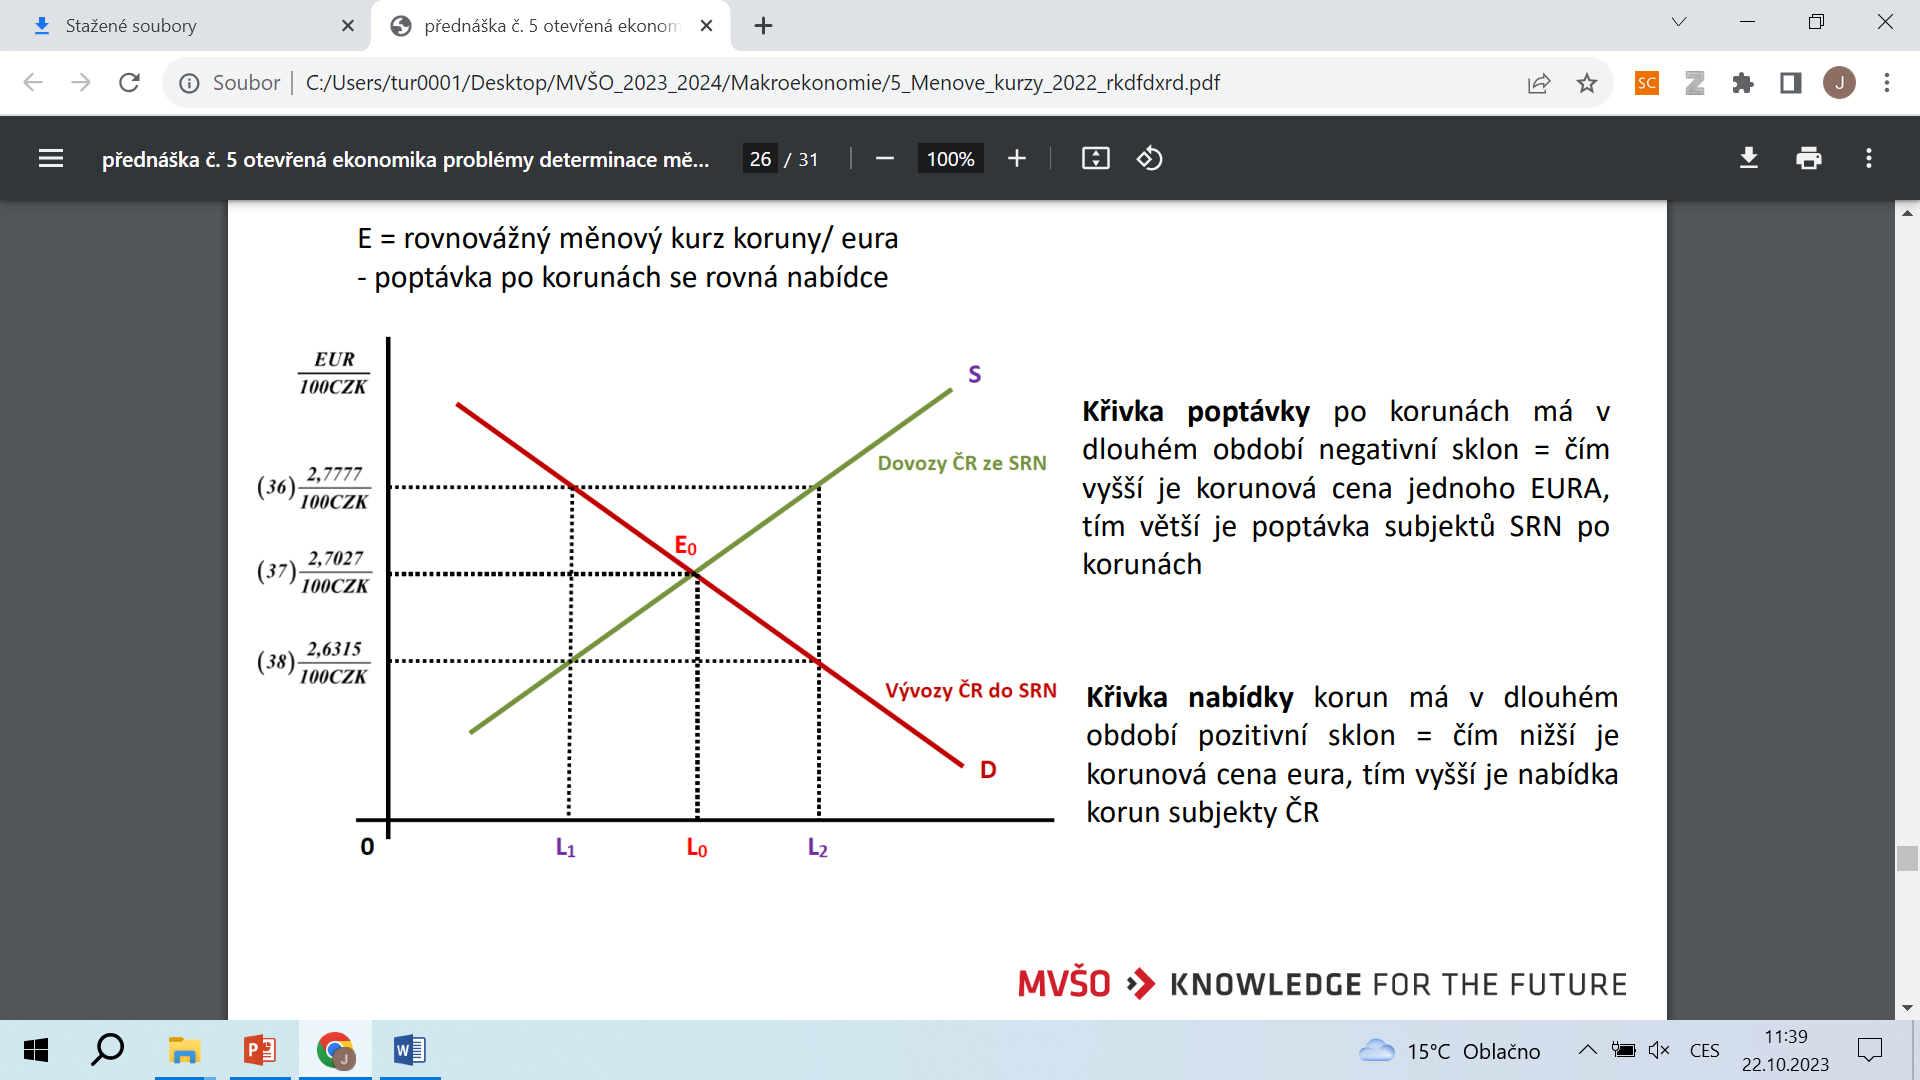 Stažené soubory
přednáška č. 5 otevřená ekonom
Soubor
C:/Users/tur0001/Desktop/MVŠO_2023_2024/Makroekonomie/5_Menove_kurzy_2022_rkdfdxrd.pdf
SC
Z
J
přednáška č. 5 otevřená ekonomika problémy determinace mě...
26 / 31
100%
E = rovnovážný měnový kurz koruny/ eura
- poptávka po korunách se rovná nabídce
EUR
100CZK
(36) 2,7777
100CZK
(37) 2,7027
100CZK
(38) 2,6315
100CZK
S
Dovozy ČR ze SRN
E0
Vývozy ČR do SRN
D
0
L1
L0
L2
Křivka poptávky po korunách má v
dlouhém období negativní sklon = čím
vyšší je korunová cena jednoho EURA,
tím větší je poptávka subjektů SRN po
korunách
Křivka nabídky korun má v dlouhém
období pozitivní sklon = čím nižší je
korunová cena eura, tím vyšší je nabídka
korun subjekty ČR
MVŠO KNOWLEDGE FOR THE FUTURE
P
J
W
15°C Oblačno
CES
11:39
22.10.2023